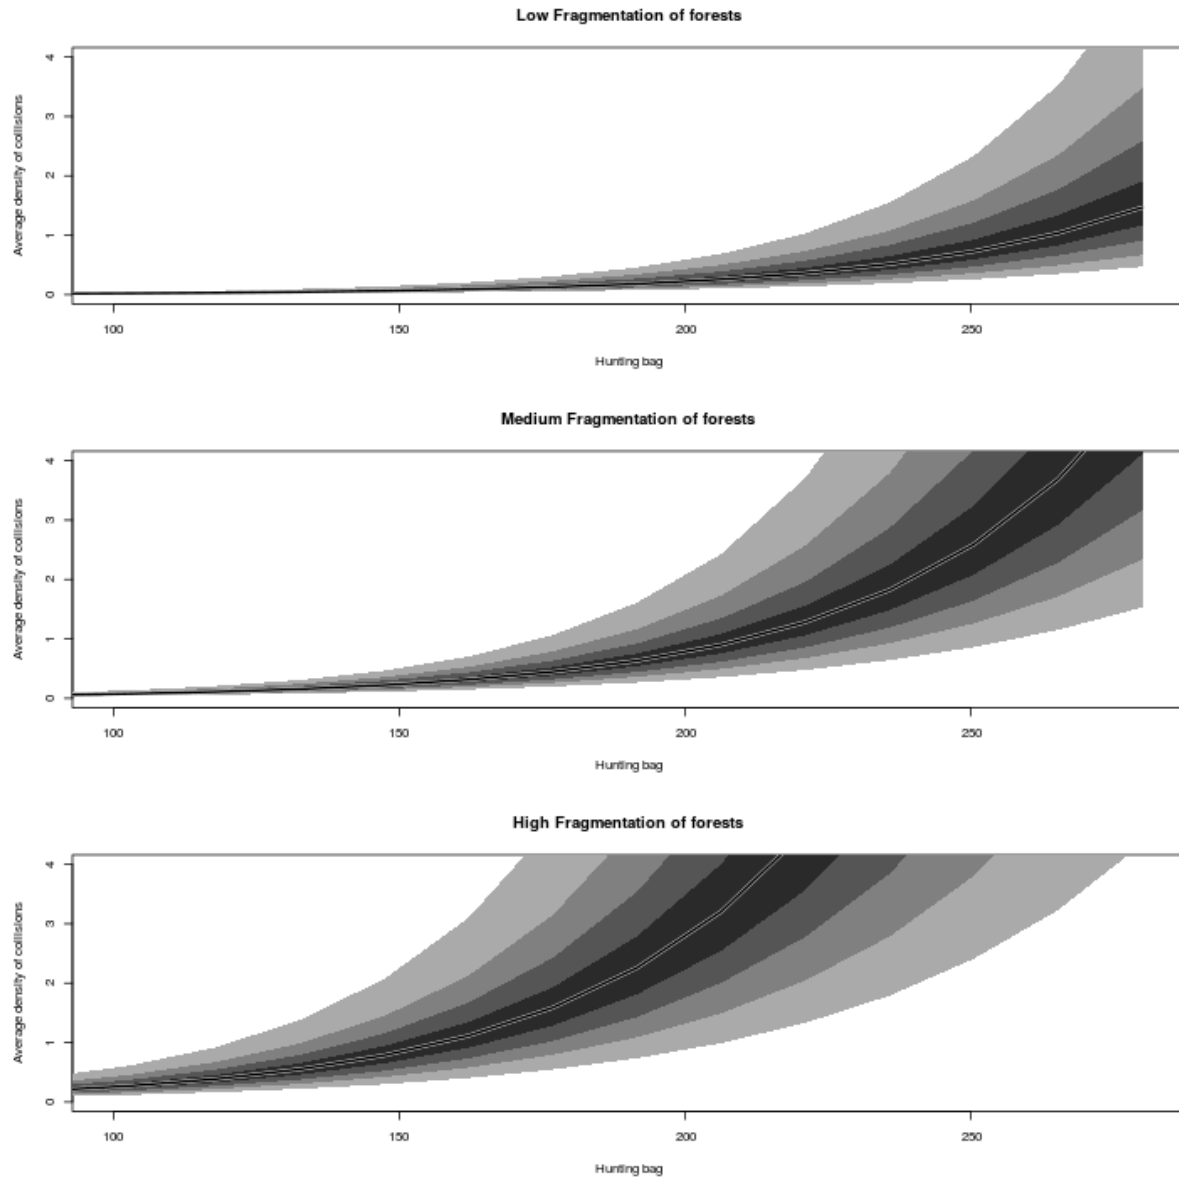 Low Fragmentation of forests
Average density of collisions
4
3
2
1
0
100 150 200 250
Hunting bag
Medium Fragmentation of forests
Average density of collisions
4
3
2
1
0
100 150 200 250
Hunting bag
High Fragmentation of forests
Average density of collisions
4
3
2
1
0
100 150 200 250
Hunting bag